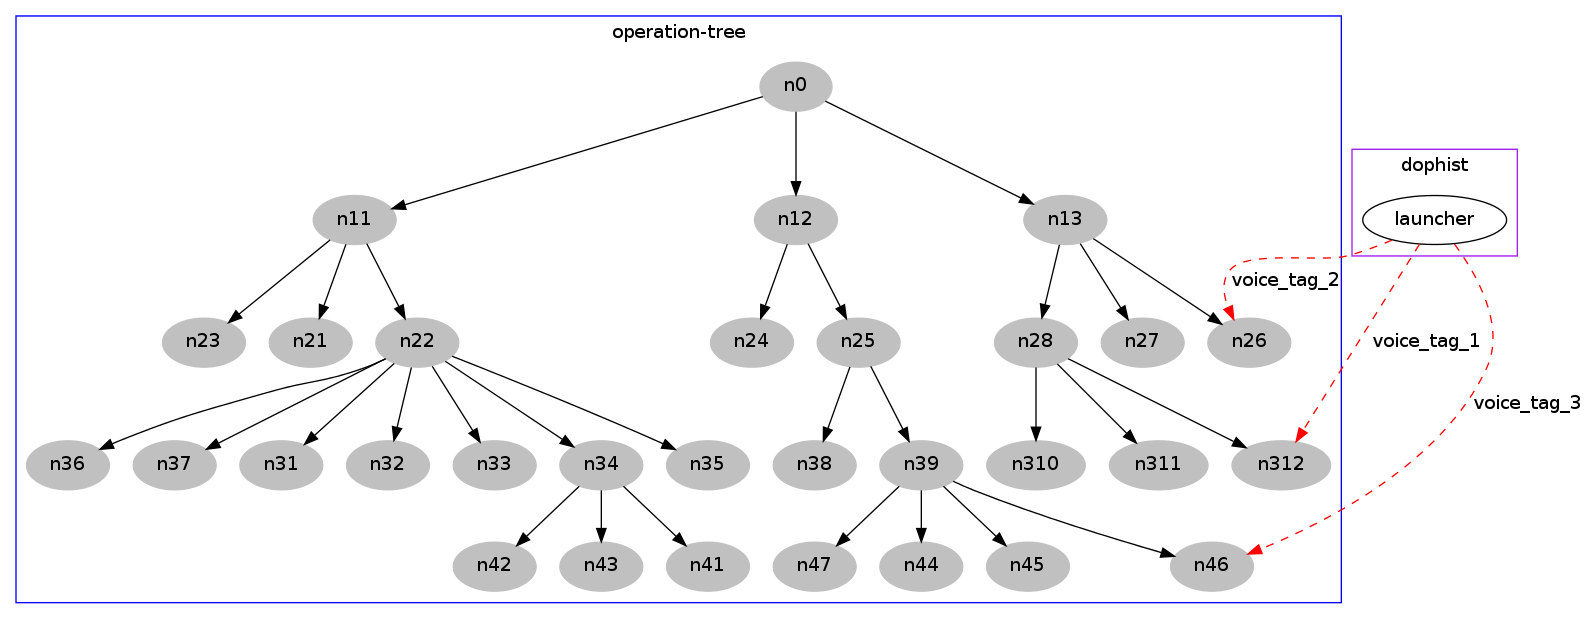 operation-tree
n0
dophist
n11
n12
n13
launcher
voice_tag_2
n23
n21
n22
n24
n25
n28
n27
n26
voice_tag_1
voice_tag_3
n36
n37
n31
n32
n33
n34
n35
n38
n39
n310
n311
n312
n42
n43
n41
n47
n44
n45
n46